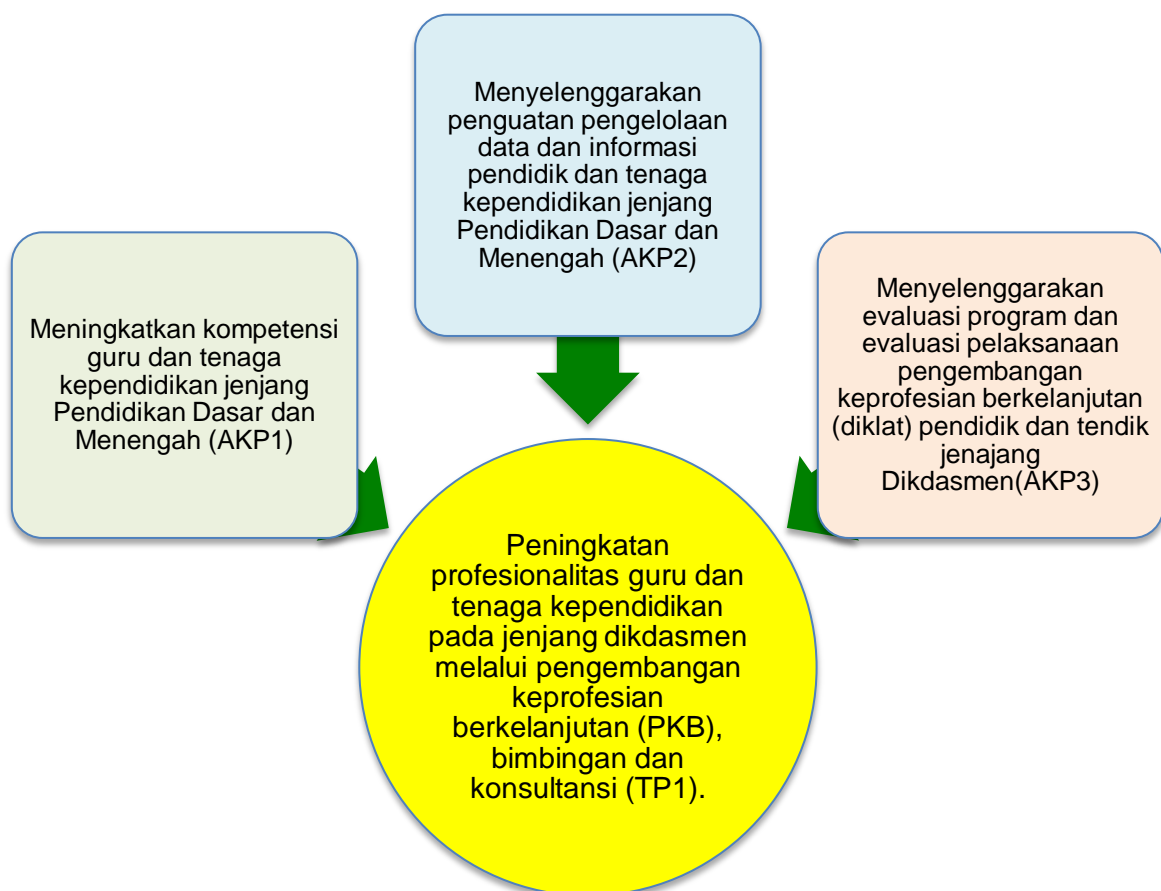 Menyelenggarakan
penguatan pengelolaan
data dan informasi
pendidik dan tenaga
kependidikan jenjang
Pendidikan Dasar dan
Menengah (AKP2)
Meningkatkan kompetensi
guru dan tenaga
kependidikan jenjang
Pendidikan Dasar dan
Menengah (AKP1)
Menyelenggarakan
evaluasi program dan
evaluasi pelaksanaan
pengembangan
keprofesian berkelanjutan
(diklat) pendidik dan tendik
jenajang
Dikdasmen(AKP3)
Peningkatan
profesionalitas guru dan
tenaga kependidikan
pada jenjang dikdasmen
melalui pengembangan
keprofesian
berkelanjutan (PKB),
bimbingan dan
konsultansi (TP1).